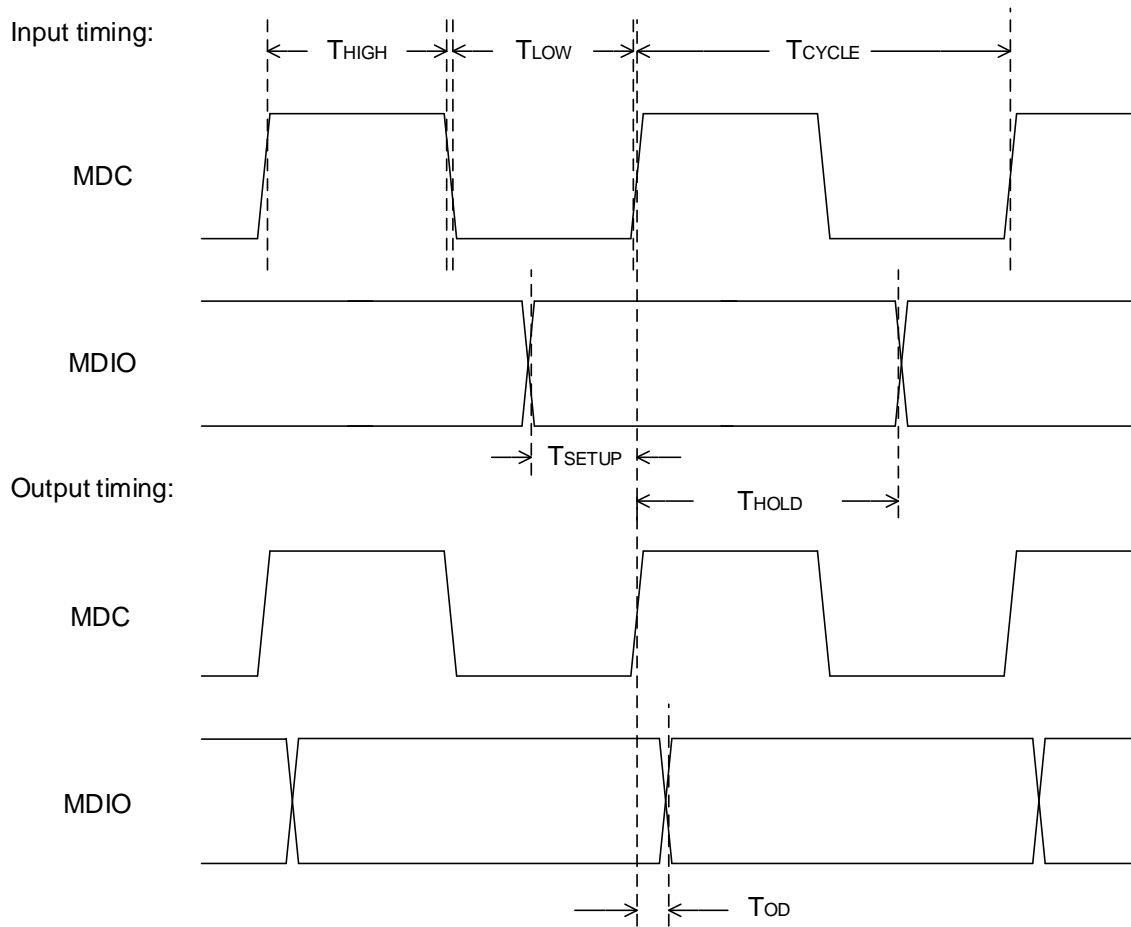 Input timing:
THIGH
TLOW
TCYCLE
MDC
MDIO
TSETUP
Output timing:
THOLD
MDC
MDIO
TOD